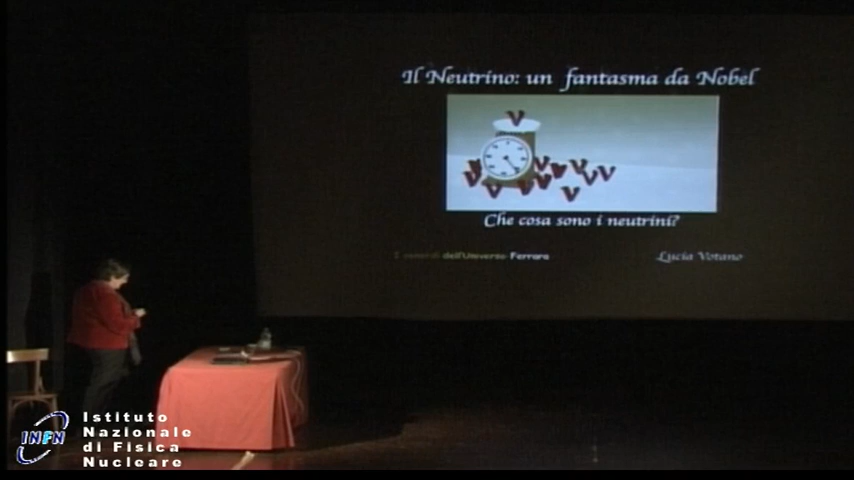 Il Neutrino: un fantasma da Nobel
ν
ν ν ν ν ν ν ν ν ν ν ν
Che cosa sono i neutrini?
I venerdì dell'Universo Ferrara
Lucia Votano
INFN
Istituto
Nazionale
di Fisica
Nucleare